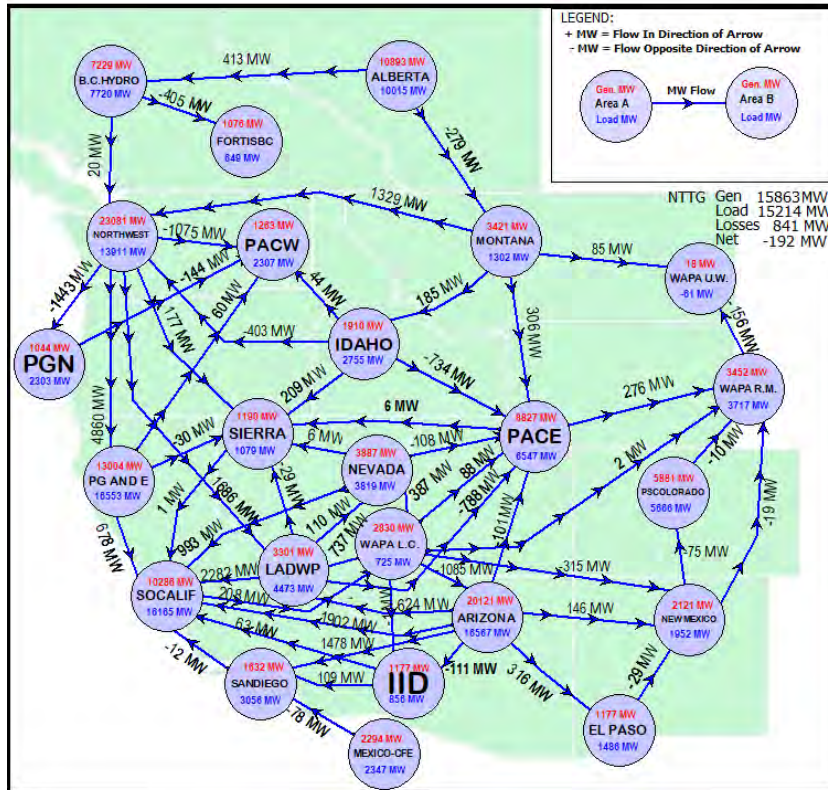 LEGEND:
+ MW = Flow In Direction of Arrow
- MW = Flow Opposite Direction of Arrow
Gen. MW
Area A
Load MW
MW Flow
Gen. MW
Area B
Load MW
NTTG Gen 15863MW
Load 15214 MW
Losses 841 MW
Net -192 MW
7229 MW
B.C.HYDRO
7720 MW
413 MW
10893 MW
ALBERTA
10015 MW
-405 MW
1076 MW
FORTISBC
849 MW
-279 MW
20 MW
1329 MW
23081 MW
NORTHWEST
13911 MW
-1075 MW
1263 MW
PACW
2307 MW
3421 MW
MONTANA
1302 MW
85 MW
WAPA U.W.
-61 MW
-1443 MW
-144 MW
60 MW
44 MW
185 MW
306 MW
-156 MW
177 MW
-403 MW
1044 MW
PGN
2303 MW
1910 MW
IDAHO
2755 MW
-734 MW
3452 MW
WAPA R.M.
3717 MW
276 MW
209 MW
4860 MW
-30 MW
1190 MW
SIERRA
1079 MW
6 MW
6 MW
-108 MW
8827 MW
PACE
6547 MW
2 MW
-10 MW
13004 MW
PG AND E
16553 MW
3887 MW
NEVADA
3819 MW
387 MW
88 MW
-788 MW
5881 MW
PSCOLORADO
5666 MW
-19 MW
1 MW
1686 MW
-29 MW
110 MW
737 MW
2830 MW
WAPA L.C.
725 MW
-101 MW
678 MW
993 MW
3301 MW
LADWP
4473 MW
-1085 MW
-315 MW
-75 MW
10286 MW
SOCALIF
16165 MW
2282 MW
208 MW
-624 MW
20121 MW
ARIZONA
16567 MW
146 MW
2121 MW
NEW MEXICO
1952 MW
63 MW
1902 MW
1478 MW
-12 MW
1632 MW
SANDIEGO
3056 MW
109 MW
1177 MW
IID
856 MW
-111 MW
316 MW
-29 MW
-78 MW
2294 MW
MEXICO-CFE
2347 MW
1177 MW
EL PASO
1486 MW